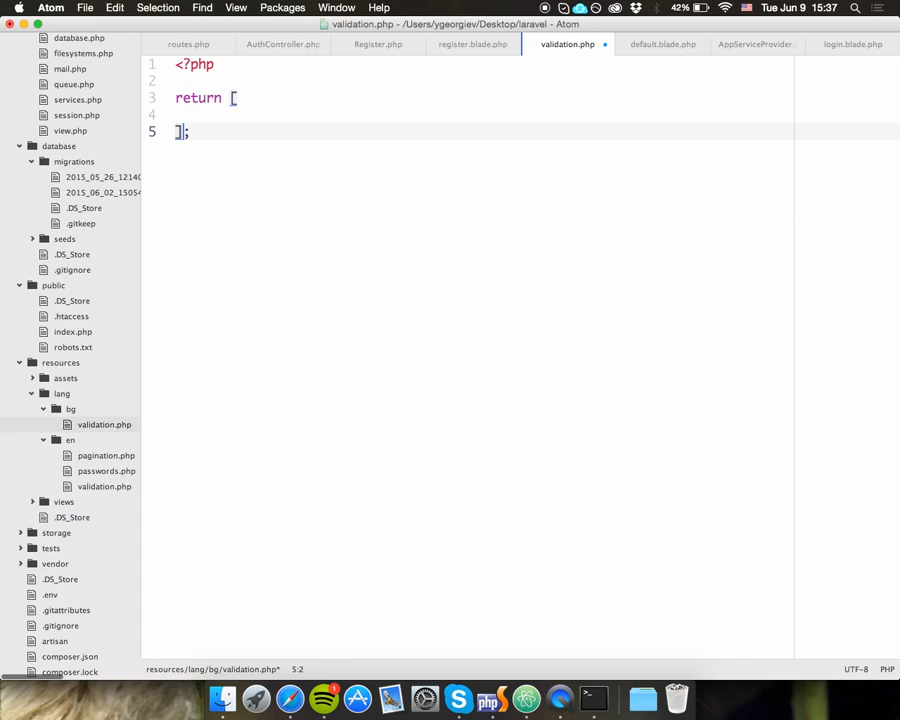 Atom File Edit Selection Find View Packages Window Help 42% Tue Jun 9 15:37
validation.php - /Users/ygeorgiev/Desktop/laravel - Atom
routes.php AuthController.php Register.php register.blade.php validation.php default.blade.php AppServiceProvider login.blade.php
database.php
filesystems.php
mail.php
queue.php
services.php
session.php
view.php
database
migrations
2015_05_26_12140
2015_06_02_15054
.DS_Store
.gitkeep
seeds
.DS_Store
.gitignore
public
.DS_Store
.htaccess
index.php
robots.txt
resources
assets
lang
bg
validation.php
en
pagination.php
passwords.php
validation.php
views
.DS_Store
storage
tests
vendor
.DS_Store
.env
.gitattributes
.gitignore
artisan
composer.json
composer.lock
1 <?php
2
3 return [
4
5 ];
resources/lang/bg/validation.php* 5:2 UTF-8 PHP
1
php